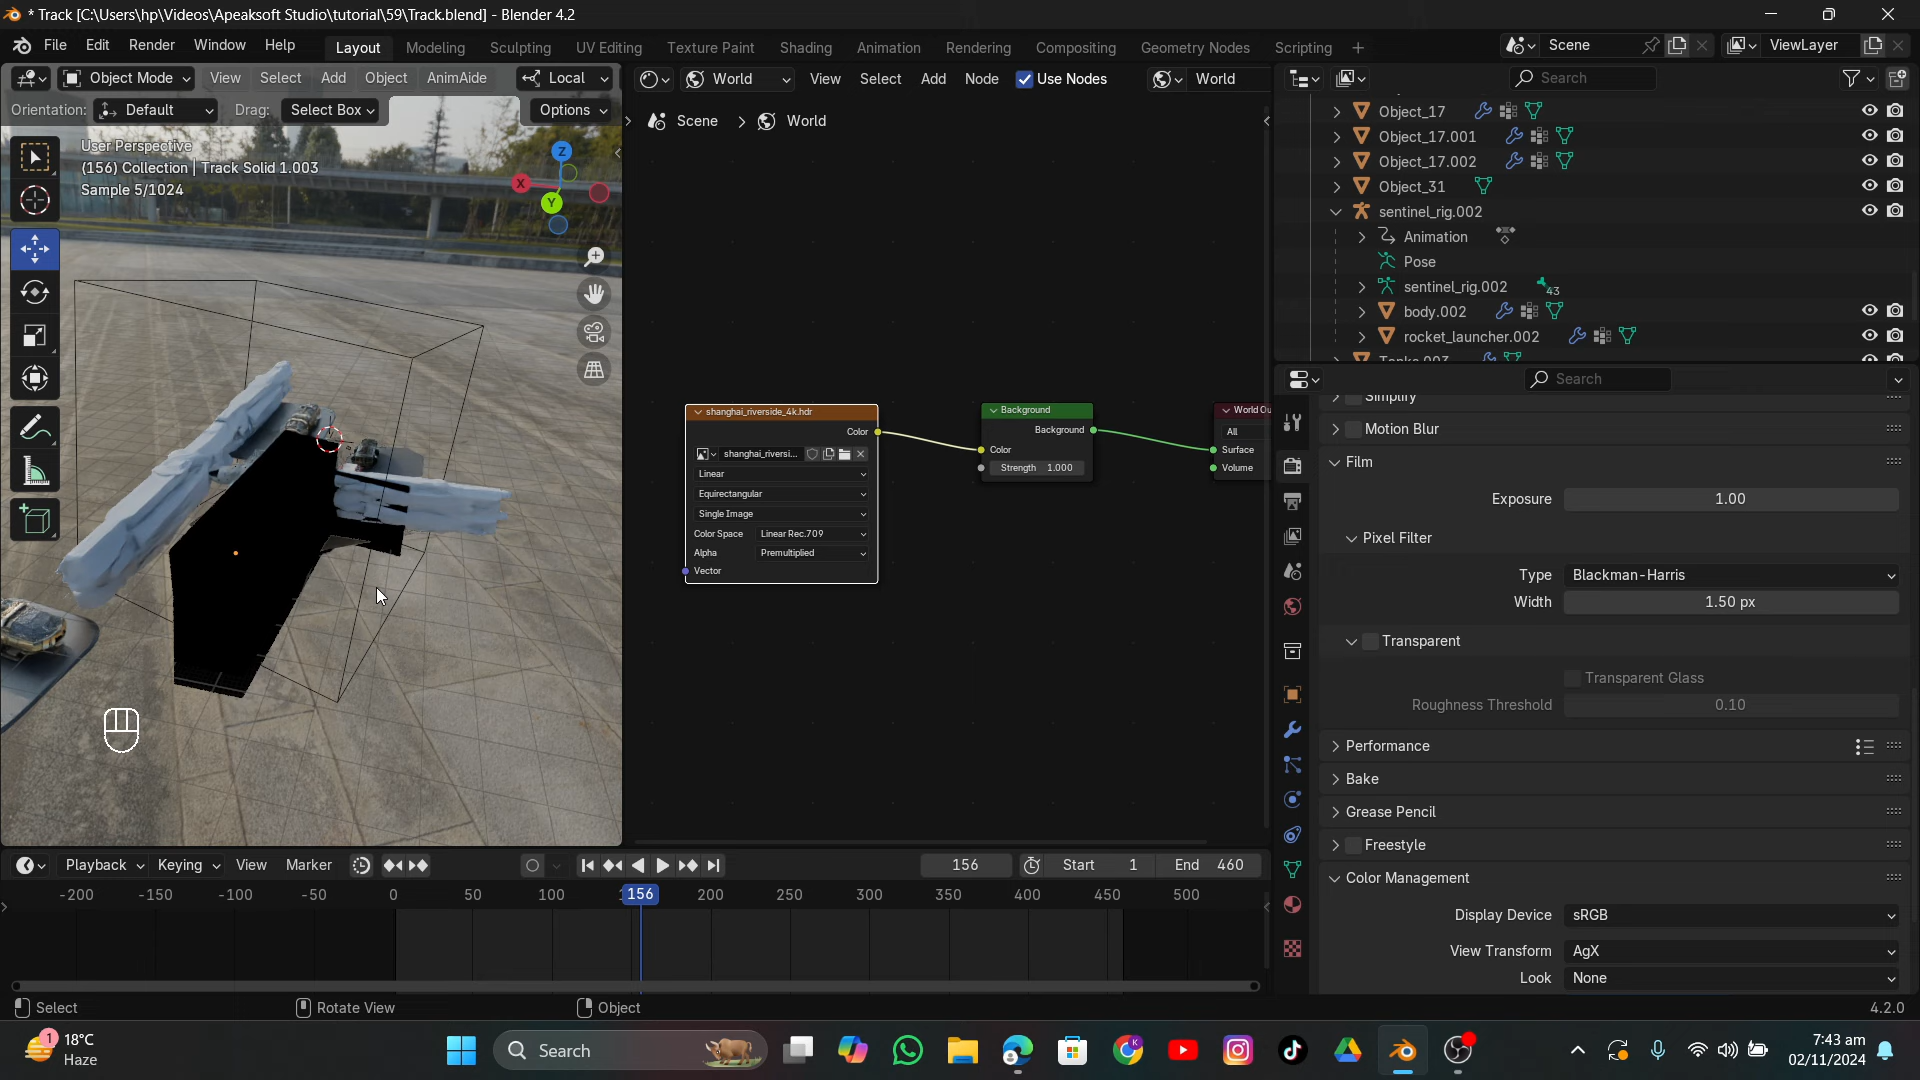 * Track [C:\Users\hp\Videos\Apeaksoft Studio\tutorial\59\Track.blend] - Blender 4.2
File Edit Render Window Help Layout Modeling Sculpting UV Editing Texture Paint Shading Animation Rendering Compositing Geometry Nodes Scripting + Scene ViewLayer
Object Mode View Select Add Object AnimAide Local
World View Select Add Node Use Nodes World
Search
Orientation: Default Drag: Select Box Options
Scene > World
User Perspective
(156) Collection | Track Solid 1.003
Sample 5/1024
Z
X
Y
Object_17
Object_17.001
Object_17.002
Object_31
sentinel_rig.002
Animation
Pose
sentinel_rig.002 43
body.002
rocket_launcher.002
shanghai_riverside_4k.hdr
Color
shanghai_riversi...
Linear
Equirectangular
Single Image
Color Space Linear Rec.709
Alpha Premultiplied
Vector
Background
Background
Color
Strength 1.000
World Ou
All
Surface
Volume
Search
Simplify
Motion Blur
Film
Exposure 1.00
Pixel Filter
Type Blackman-Harris
Width 1.50 px
Transparent
Transparent Glass
Roughness Threshold 0.10
Performance
Bake
Grease Pencil
Freestyle
Color Management
Display Device sRGB
View Transform AgX
Look None
Playback Keying View Marker 156 Start 1 End 460
-200 -150 -100 -50 0 50 100 156 200 250 300 350 400 450 500
Select Rotate View Object 4.2.0
1 18°C
Haze
Search
7:43 am
02/11/2024